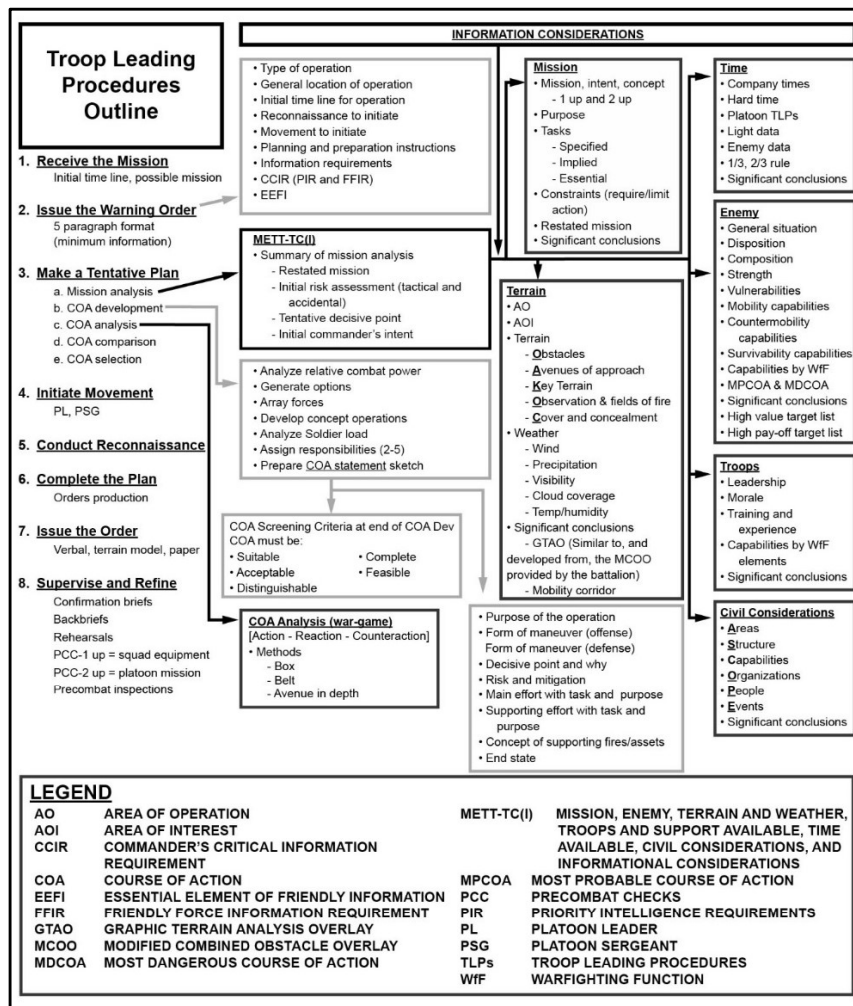 Troop Leading
Procedures
Outline
1. Receive the Mission
Initial time line, possible mission
2. Issue the Warning Order
5 paragraph format
(minimum information)
3. Make a Tentative Plan
a. Mission analysis
b. COA development
c. COA analysis
d. COA comparison
e. COA selection
4. Initiate Movement
PL, PSG
5. Conduct Reconnaissance
6. Complete the Plan
Orders production
7. Issue the Order
Verbal, terrain model, paper
8. Supervise and Refine
Confirmation briefs
Backbriefs
Rehearsals
PCC-1 up = squad equipment
PCC-2 up = platoon mission
Precombat inspections
INFORMATION CONSIDERATIONS
• Type of operation
• General location of operation
• Initial time line for operation
• Reconnaissance to initiate
• Movement to initiate
• Planning and preparation instructions
• Information requirements
• CCIR (PIR and FFIR)
• EEFI
METT-TC(I)
• Summary of mission analysis
- Restated mission
- Initial risk assessment (tactical and
accidental)
- Tentative decisive point
- Initial commander's intent
• Analyze relative combat power
• Generate options
• Array forces
• Develop concept operations
• Analyze Soldier load
• Assign responsibilities (2-5)
• Prepare COA statement sketch
COA Screening Criteria at end of COA Dev
COA must be:
• Suitable • Complete
• Acceptable • Feasible
• Distinguishable
COA Analysis (war-game)
[Action - Reaction - Counteraction]
• Methods
- Box
- Belt
- Avenue in depth
Mission
• Mission, intent, concept
- 1 up and 2 up
• Purpose
• Tasks
- Specified
- Implied
- Essential
• Constraints (require/limit
action)
• Restated mission
• Significant conclusions
Terrain
• AO
• AOI
• Terrain
- Obstacles
- Avenues of approach
- Key Terrain
- Observation & fields of fire
- Cover and concealment
• Weather
- Wind
- Precipitation
- Visibility
- Cloud coverage
- Temp/humidity
• Significant conclusions
- GTAO (Similar to, and
developed from, the MCOO
provided by the battalion)
- Mobility corridor
• Purpose of the operation
• Form of maneuver (offense)
Form of maneuver (defense)
• Decisive point and why
• Risk and mitigation
• Main effort with task and purpose
• Supporting effort with task and
purpose
• Concept of supporting fires/assets
• End state
Time
• Company times
• Hard time
• Platoon TLPs
• Light data
• Enemy data
• 1/3, 2/3 rule
• Significant conclusions
Enemy
• General situation
• Disposition
• Composition
• Strength
• Vulnerabilities
• Mobility capabilities
• Countermobility
capabilities
• Survivability capabilities
• Capabilities by WfF
• MPCOA & MDCOA
• Significant conclusions
• High value target list
• High pay-off target list
Troops
• Leadership
• Morale
• Training and
experience
• Capabilities by WfF
elements
• Significant conclusions
Civil Considerations
• Areas
• Structure
• Capabilities
• Organizations
• People
• Events
• Significant conclusions
LEGEND
AO AREA OF OPERATION
AOI AREA OF INTEREST
CCIR COMMANDER'S CRITICAL INFORMATION
REQUIREMENT
COA COURSE OF ACTION
EEFI ESSENTIAL ELEMENT OF FRIENDLY INFORMATION
FFIR FRIENDLY FORCE INFORMATION REQUIREMENT
GTAO GRAPHIC TERRAIN ANALYSIS OVERLAY
MCOO MODIFIED COMBINED OBSTACLE OVERLAY
MDCOA MOST DANGEROUS COURSE OF ACTION
METT-TC(I) MISSION, ENEMY, TERRAIN AND WEATHER,
TROOPS AND SUPPORT AVAILABLE, TIME
AVAILABLE, CIVIL CONSIDERATIONS, AND
INFORMATIONAL CONSIDERATIONS
MPCOA MOST PROBABLE COURSE OF ACTION
PCC PRECOMBAT CHECKS
PIR PRIORITY INTELLIGENCE REQUIREMENTS
PL PLATOON LEADER
PSG PLATOON SERGEANT
TLPs TROOP LEADING PROCEDURES
WfF WARFIGHTING FUNCTION